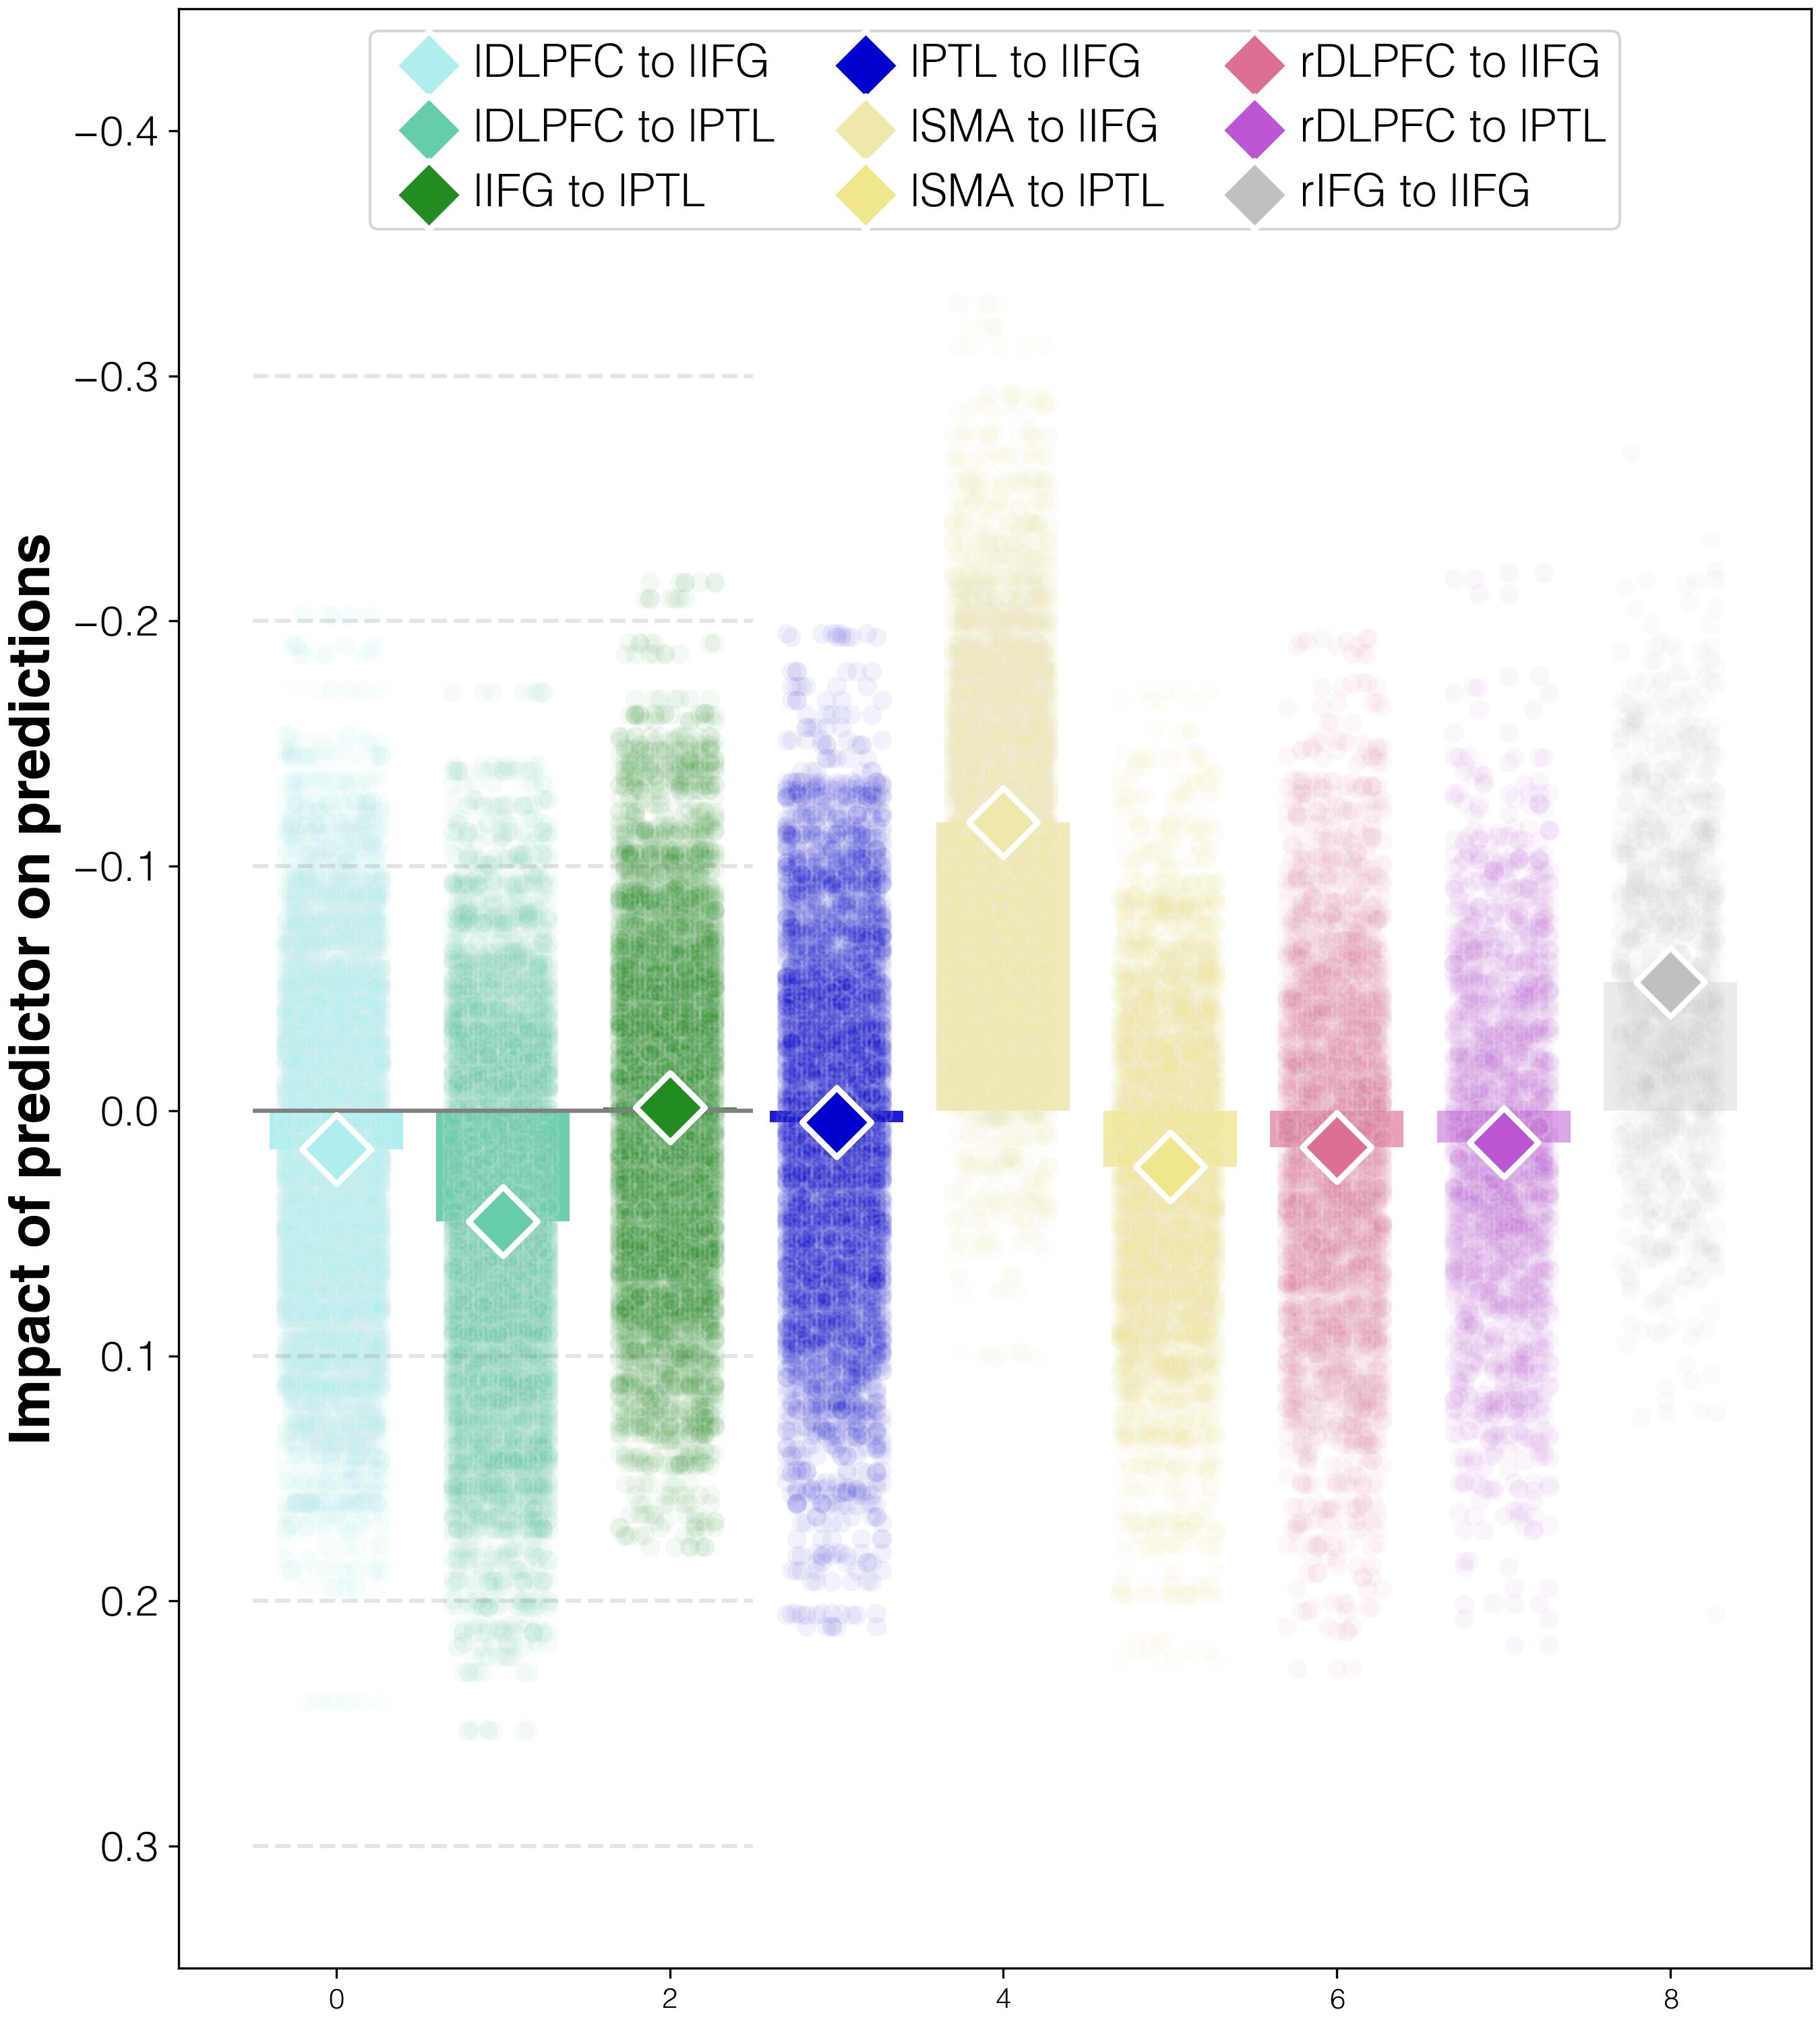 lDLPFC to lIFG
lDLPFC to lPTL
lIFG to lPTL
lPTL to lIFG
lSMA to lIFG
lSMA to lPTL
rDLPFC to lIFG
rDLPFC to lPTL
rIFG to lIFG
Impact of predictor on predictions
−0.4
−0.3
−0.2
−0.1
0.0
0.1
0.2
0.3
0
2
4
6
8